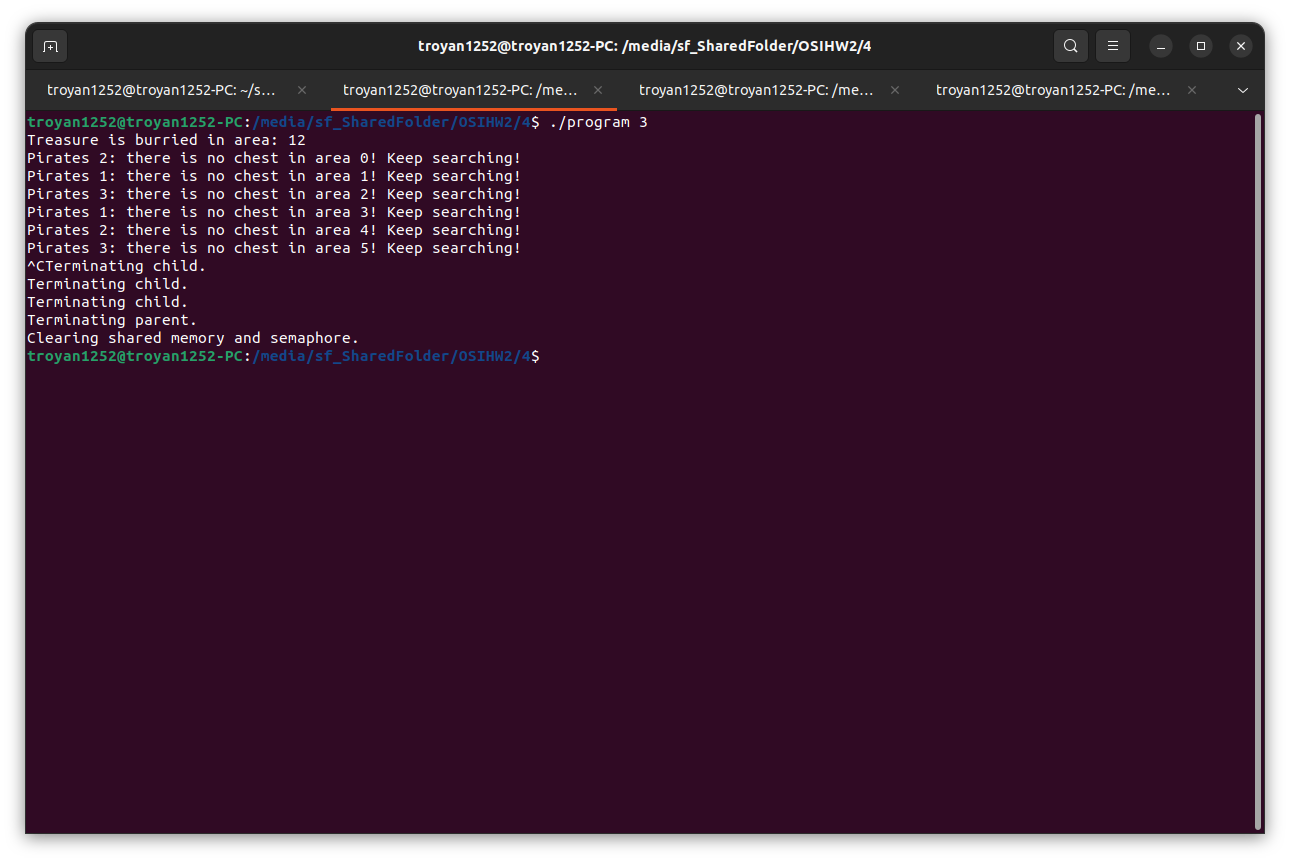 troyan1252@troyan1252-PC: /media/sf_SharedFolder/OSIHW2/4
troyan1252@troyan1252-PC: ~/s... troyan1252@troyan1252-PC: /me... troyan1252@troyan1252-PC: /me... troyan1252@troyan1252-PC: /me...
troyan1252@troyan1252-PC:/media/sf_SharedFolder/OSIHW2/4$ ./program 3
Treasure is burried in area: 12
Pirates 2: there is no chest in area 0! Keep searching!
Pirates 1: there is no chest in area 1! Keep searching!
Pirates 3: there is no chest in area 2! Keep searching!
Pirates 1: there is no chest in area 3! Keep searching!
Pirates 2: there is no chest in area 4! Keep searching!
Pirates 3: there is no chest in area 5! Keep searching!
^CTerminating child.
Terminating child.
Terminating child.
Terminating parent.
Clearing shared memory and semaphore.
troyan1252@troyan1252-PC:/media/sf_SharedFolder/OSIHW2/4$